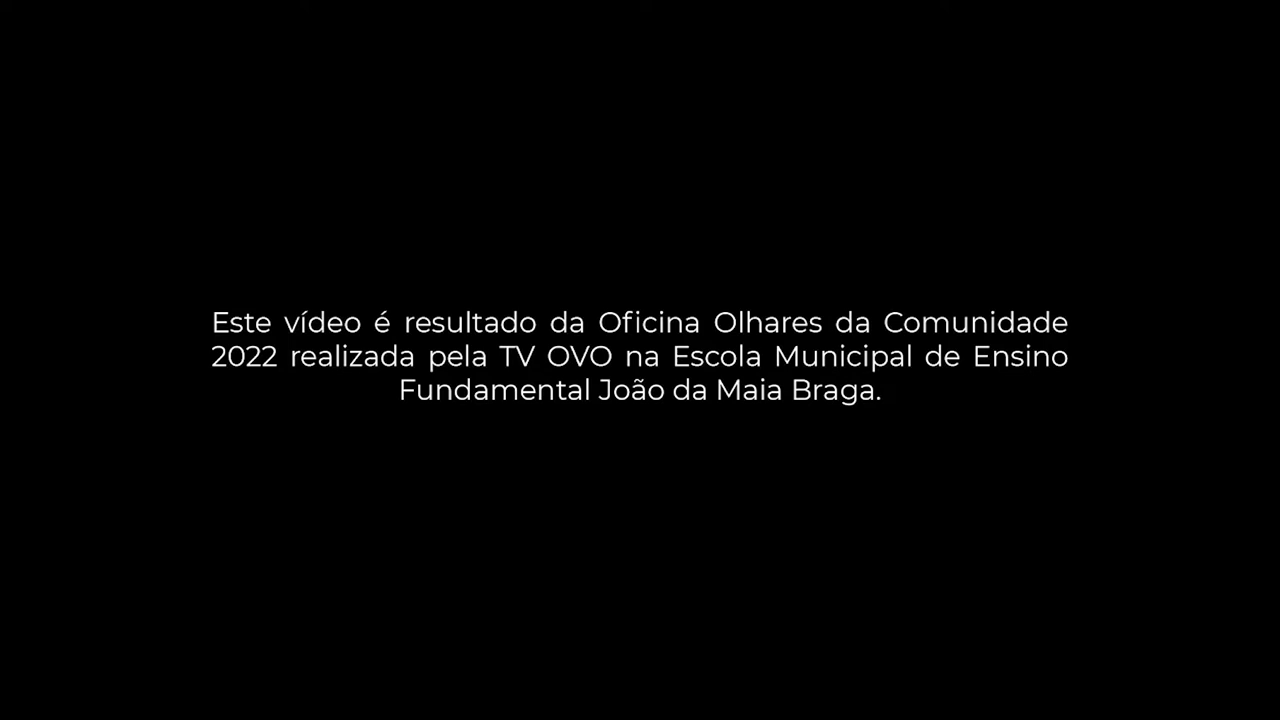 Este vídeo é resultado da Oficina Olhares da Comunidade
2022 realizada pela TV OVO na Escola Municipal de Ensino
Fundamental João da Maia Braga.